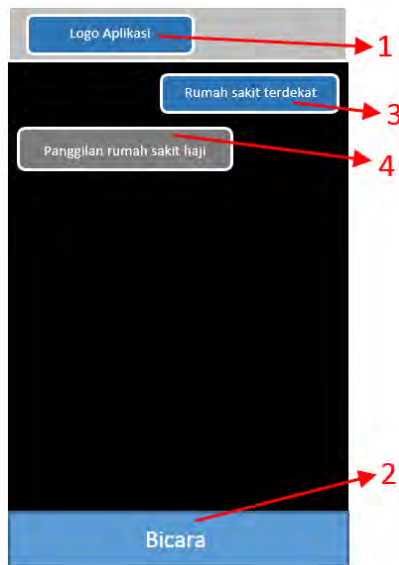 Logo Aplikasi
1
Rumah sakit terdekat
3
Panggilan rumah sakit haji
4
2
Bicara